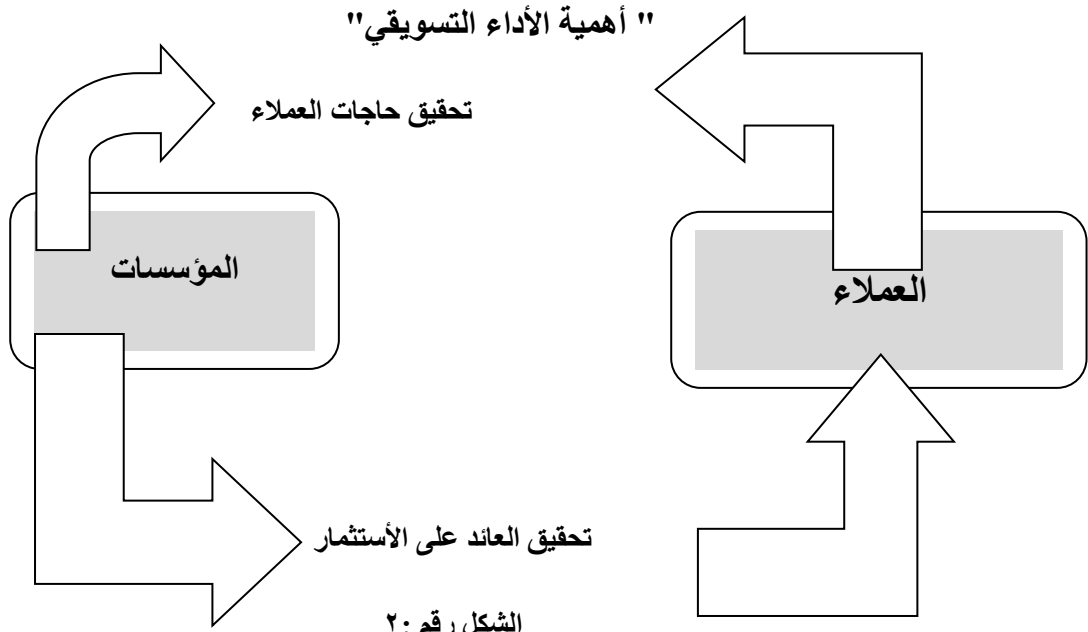 " أهمية الأداء التسويقي"
تحقيق حاجات العملاء
المؤسسات
العملاء
تحقيق العائد على الأستثمار
الشكل رقم :٢